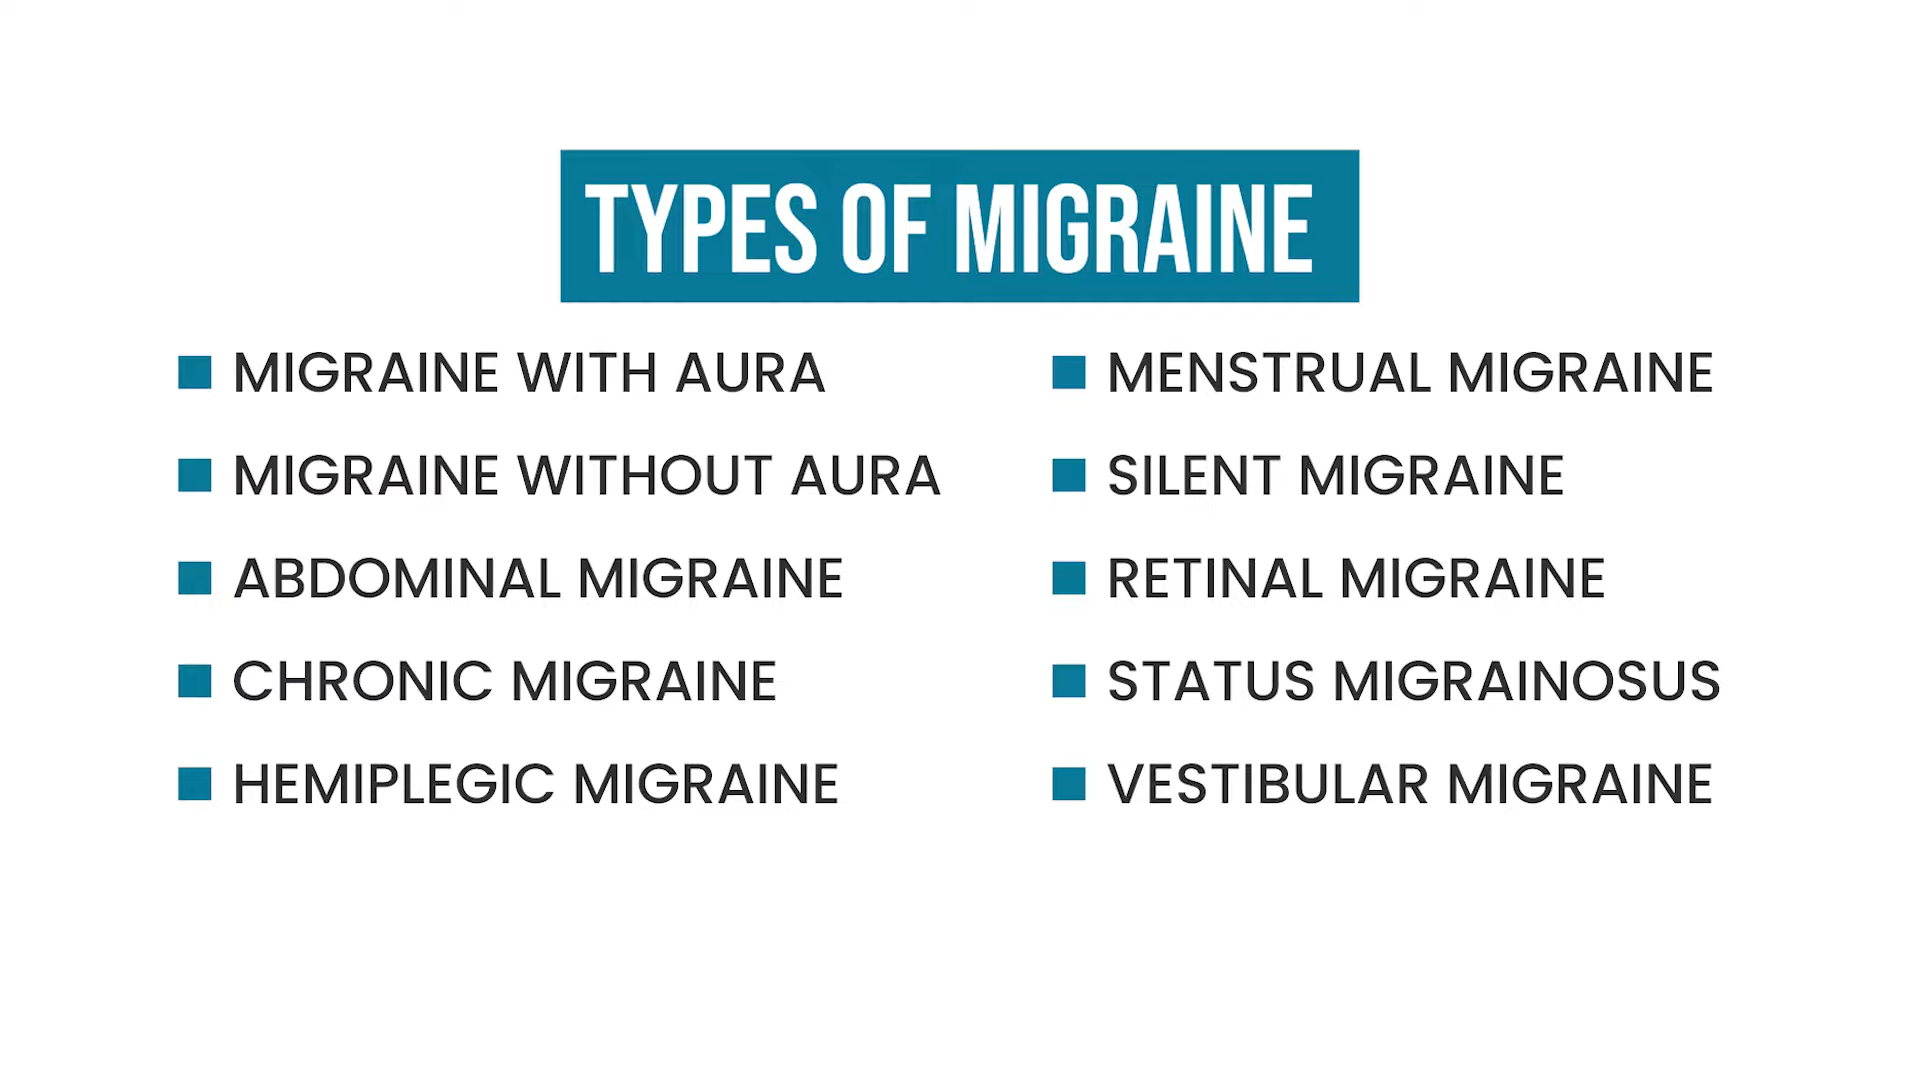 TYPES OF MIGRAINE
MIGRAINE WITH AURA
MIGRAINE WITHOUT AURA
ABDOMINAL MIGRAINE
CHRONIC MIGRAINE
HEMIPLEGIC MIGRAINE
MENSTRUAL MIGRAINE
SILENT MIGRAINE
RETINAL MIGRAINE
STATUS MIGRAINOSUS
VESTIBULAR MIGRAINE